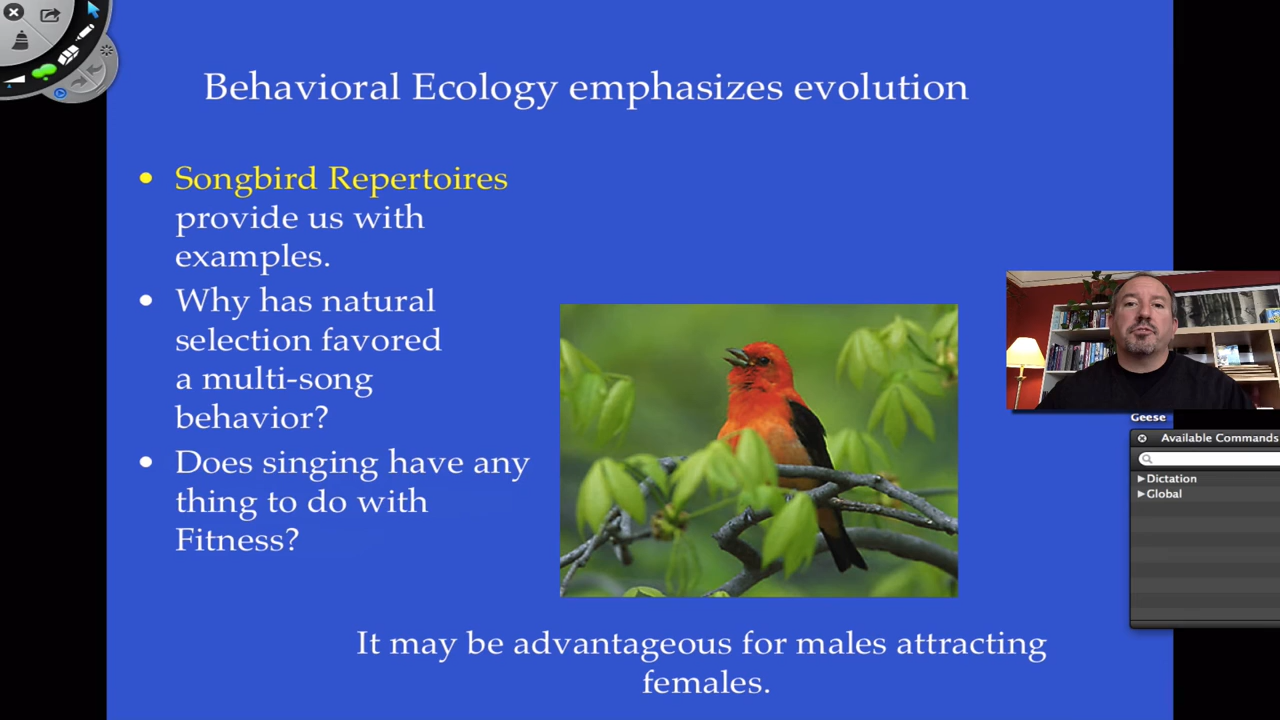 Behavioral Ecology emphasizes evolution
• Songbird Repertoires
provide us with
examples.
• Why has natural
selection favored
a multi-song
behavior?
• Does singing have any
thing to do with
Fitness?
It may be advantageous for males attracting
females.
Geese
Available Commands
Dictation
Global